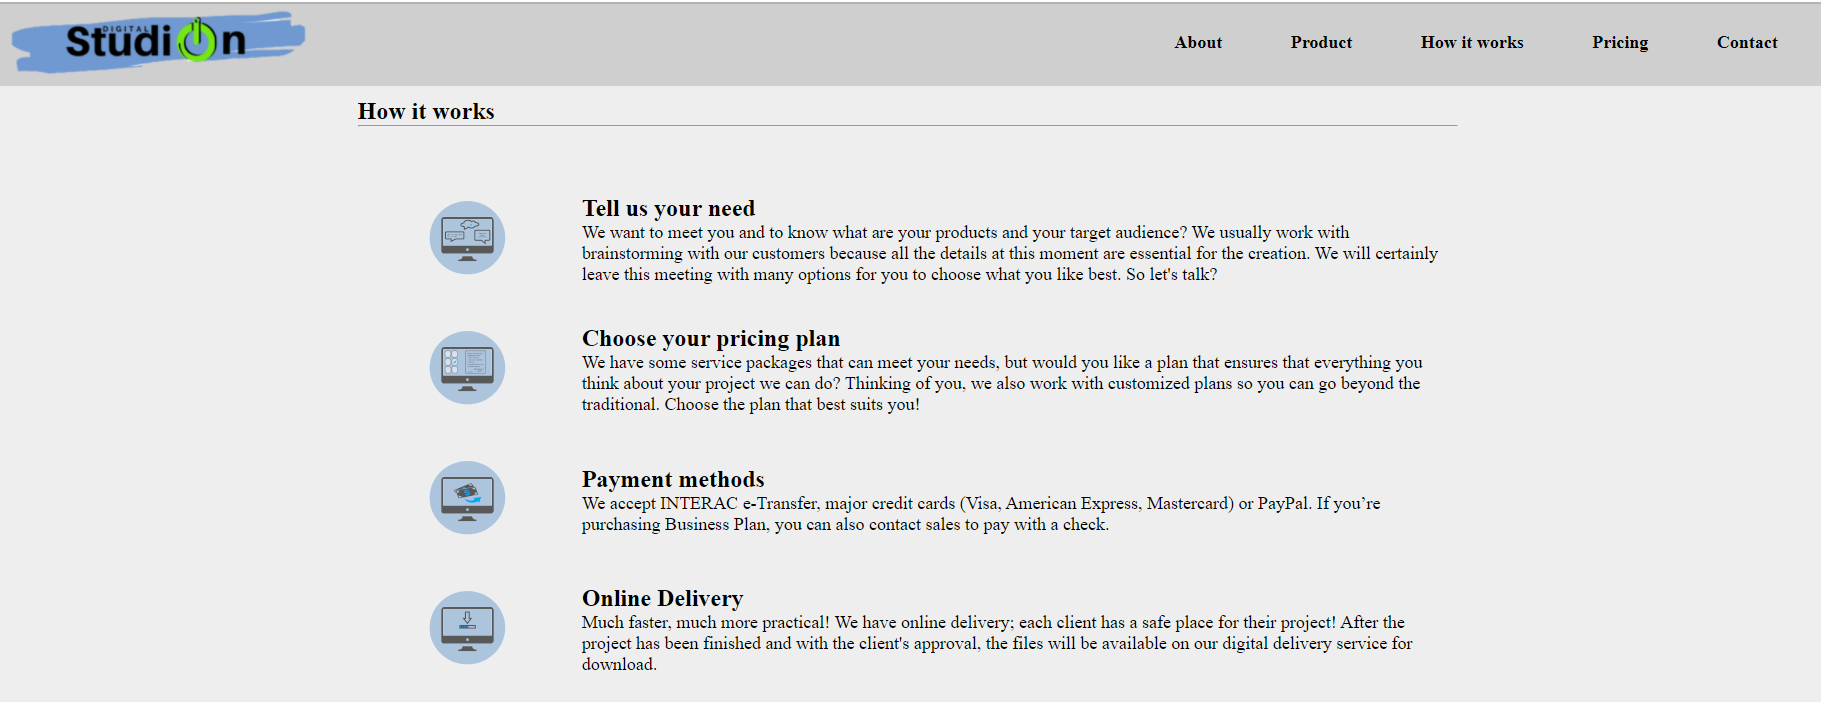 DIGITAL
StudiOn
About Product How it works Pricing Contact
How it works
Tell us your need
We want to meet you and to know what are your products and your target audience? We usually work with
brainstorming with our customers because all the details at this moment are essential for the creation. We will certainly
leave this meeting with many options for you to choose what you like best. So let's talk?
Choose your pricing plan
We have some service packages that can meet your needs, but would you like a plan that ensures that everything you
think about your project we can do? Thinking of you, we also work with customized plans so you can go beyond the
traditional. Choose the plan that best suits you!
Payment methods
We accept INTERAC e-Transfer, major credit cards (Visa, American Express, Mastercard) or PayPal. If you’re
purchasing Business Plan, you can also contact sales to pay with a check.
Online Delivery
Much faster, much more practical! We have online delivery; each client has a safe place for their project! After the
project has been finished and with the client's approval, the files will be available on our digital delivery service for
download.